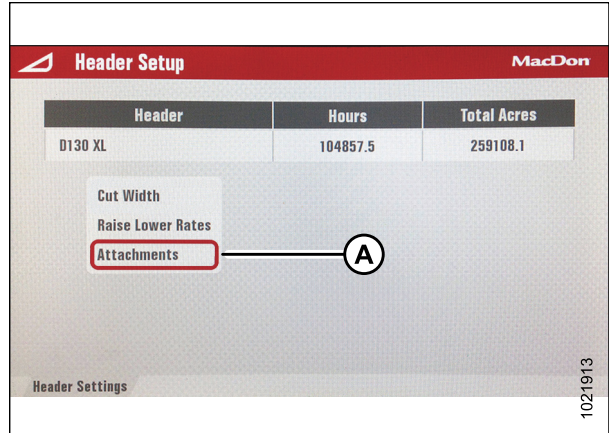 Header Setup MacDon
Header Hours Total Acres
D130 XL 104857.5 259108.1
Cut Width
Raise Lower Rates
Attachments
A
Header Settings
1021913